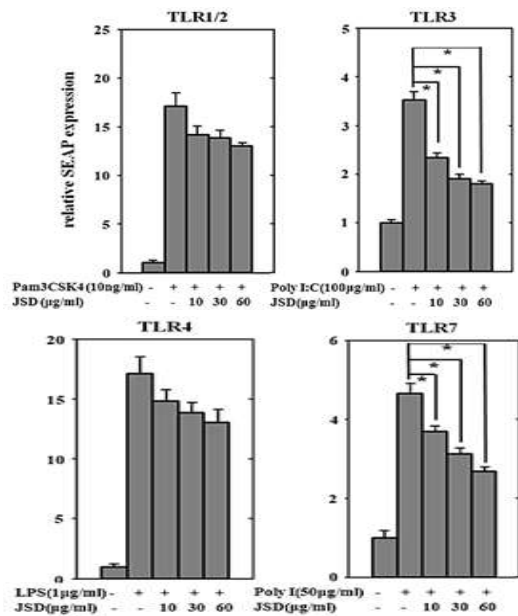 TLR1/2
relative SEAP expression
25
20
15
10
5
0
Pam3CSK4 (10ng/ml) - + + + +
JSD (µg/ml) - - 10 30 60
TLR3
5
4
3
2
1
0
* * *
Poly I:C(100µg/ml) - + + + +
JSD(µg/ml) - - 10 30 60
TLR4
20
15
10
5
0
LPS(1µg/ml) - + + + +
JSD(µg/ml) - - 10 30 60
TLR7
6
4
2
0
* * *
Poly I(50µg/ml) - + + + +
JSD(µg/ml) - - 10 30 60